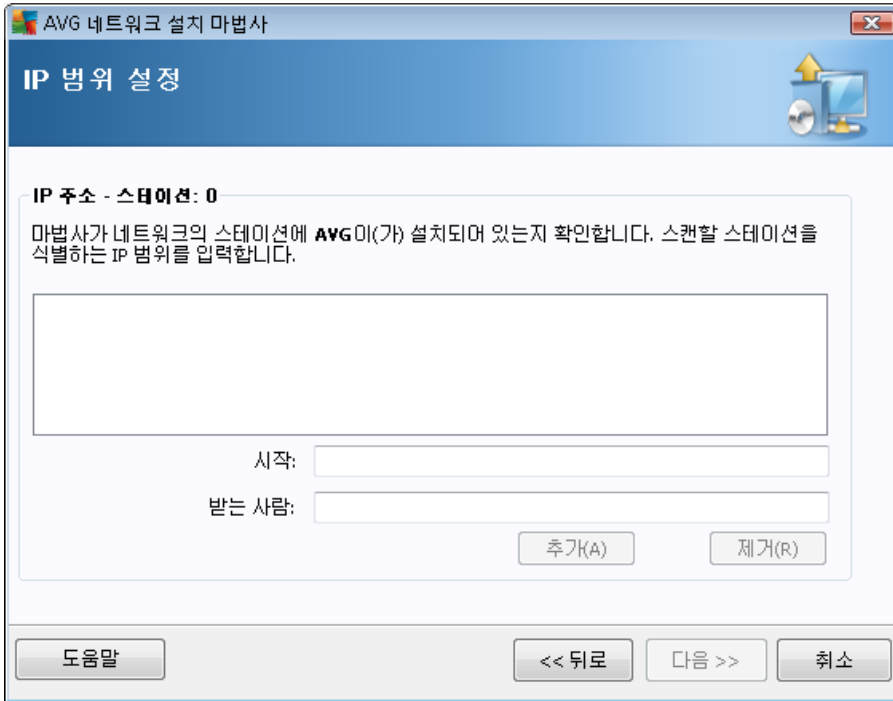 AVG 네트워크 설치 마법사
IP 범위 설정
IP 주소 - 스테이션: 0
마법사가 네트워크의 스테이션에 AVG이(가) 설치되어 있는지 확인합니다. 스캔할 스테이션을
식별하는 IP 범위를 입력합니다.
시작:
받는 사람:
추가(A)
제거(R)
도움말
<< 뒤로
다음 >>
취소